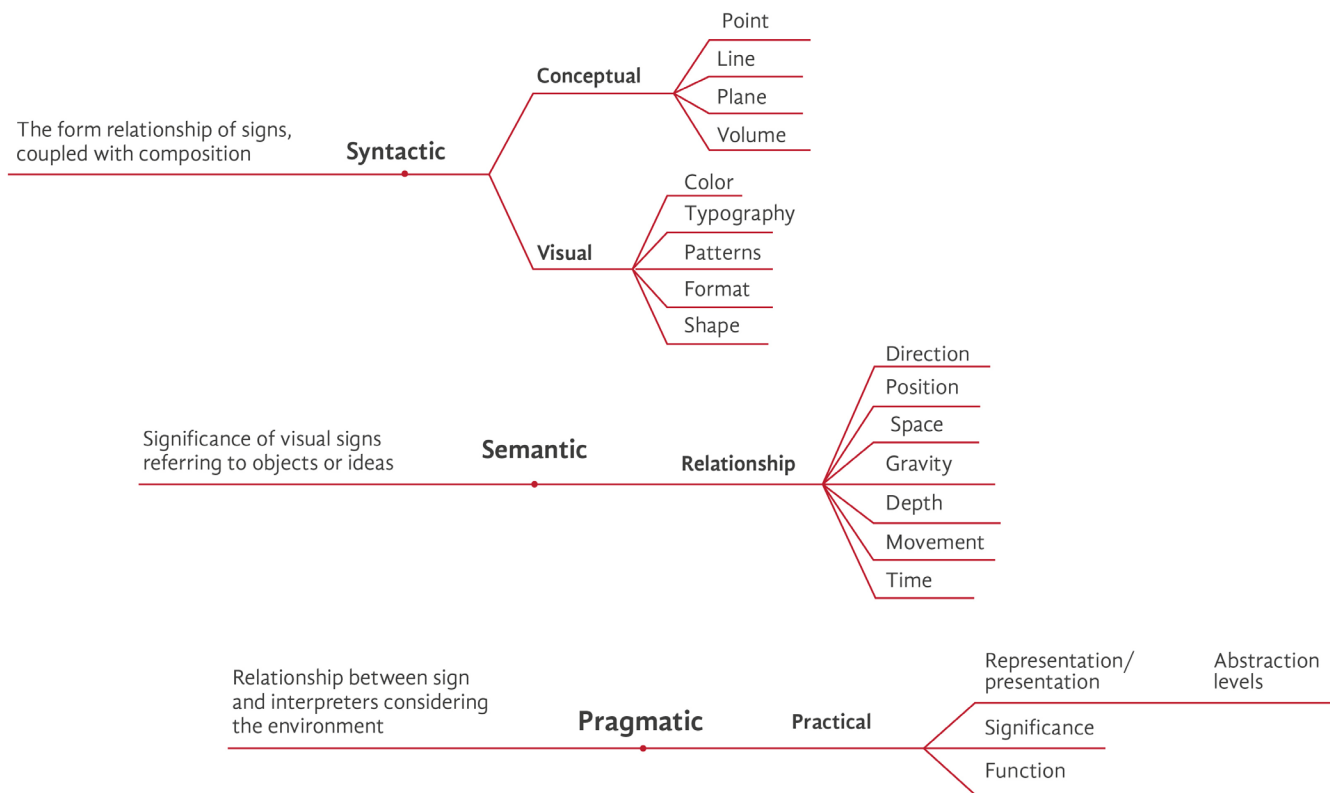 The form relationship of signs,
coupled with composition
Syntactic
Conceptual
Point
Line
Plane
Volume
Visual
Color
Typography
Patterns
Format
Shape
Significance of visual signs
referring to objects or ideas
Semantic
Relationship
Direction
Position
Space
Gravity
Depth
Movement
Time
Relationship between sign
and interpreters considering
the environment
Pragmatic
Practical
Representation/
presentation
Abstraction
levels
Significance
Function